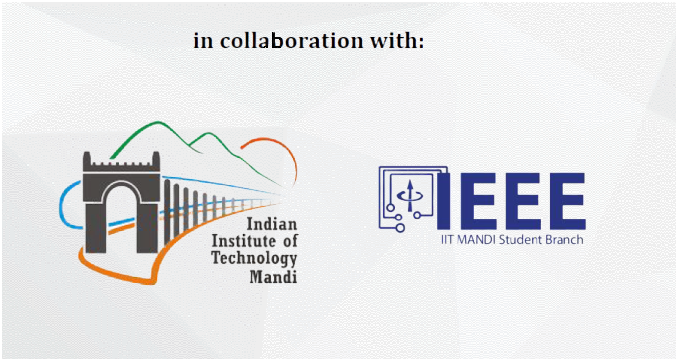 in collaboration with:
Indian
Institute of
Technology
Mandi
IEEE
IIT MANDI Student Branch